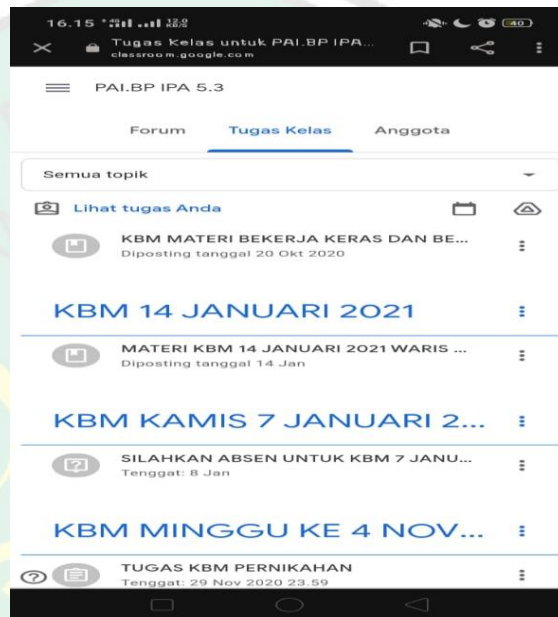 16.15
40
Tugas Kelas untuk PAI.BP IPA...
classroom.google.com
PAI.BP IPA 5.3
Forum Tugas Kelas Anggota
Semua topik
Lihat tugas Anda
KBM MATERI BEKERJA KERAS DAN BE...
Diposting tanggal 20 Okt 2020
KBM 14 JANUARI 2021
MATERI KBM 14 JANUARI 2021 WARIS ...
Diposting tanggal 14 Jan
KBM KAMIS 7 JANUARI 2...
SILAHKAN ABSEN UNTUK KBM 7 JANU...
Tenggat: 8 Jan
KBM MINGGU KE 4 NOV...
TUGAS KBM PERNIKAHAN
Tenggat: 29 Nov 2020 23.59